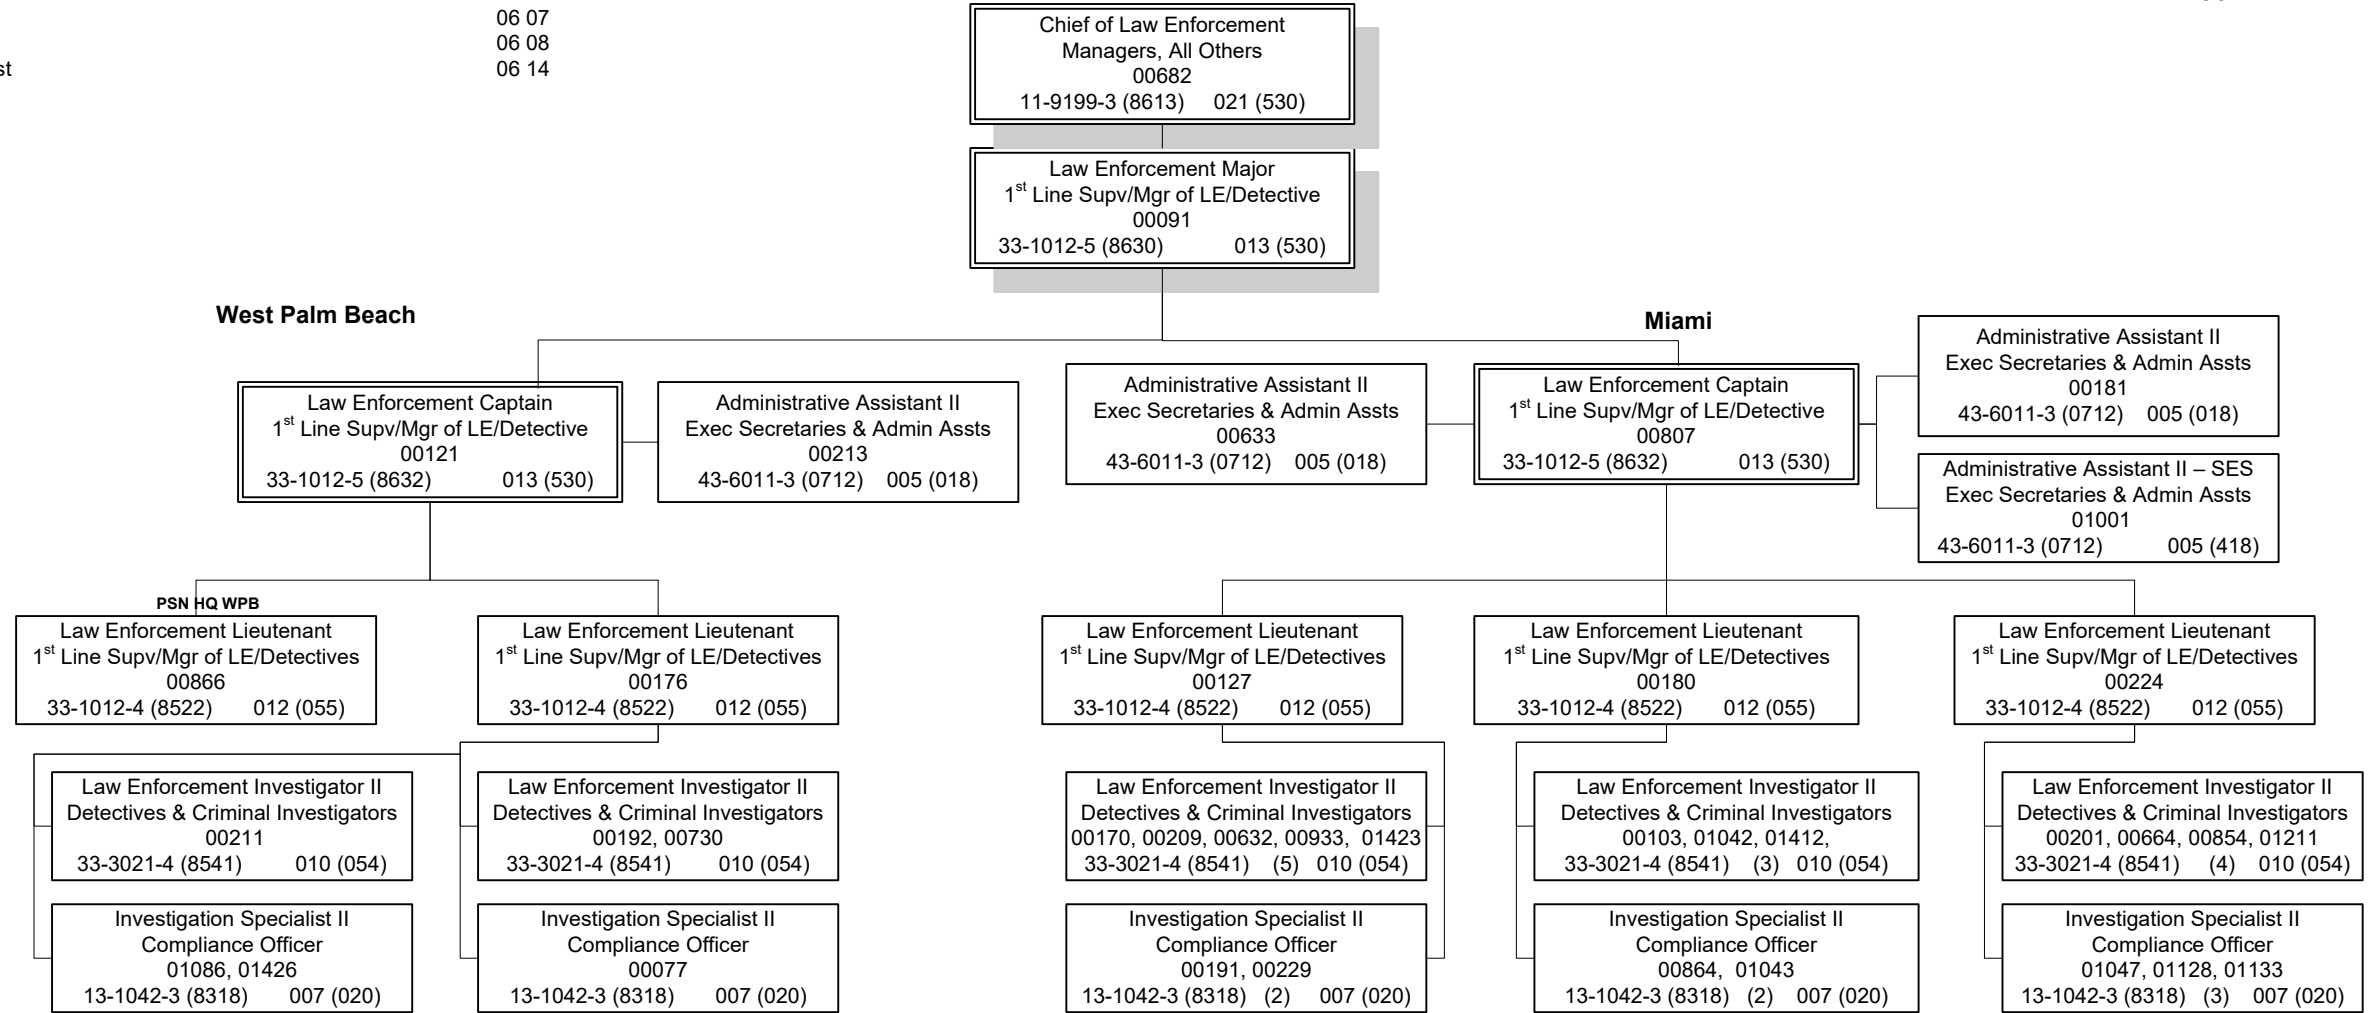 06 07
06 08
st 06 14
Chief of Law Enforcement
Managers, All Others
00682
11-9199-3 (8613) 021 (530)
Law Enforcement Major
1st Line Supv/Mgr of LE/Detective
00091
33-1012-5 (8630) 013 (530)
West Palm Beach
Miami
Law Enforcement Captain
1st Line Supv/Mgr of LE/Detective
00121
33-1012-5 (8632) 013 (530)
Administrative Assistant II
Exec Secretaries & Admin Assts
00213
43-6011-3 (0712) 005 (018)
Administrative Assistant II
Exec Secretaries & Admin Assts
00633
43-6011-3 (0712) 005 (018)
Law Enforcement Captain
1st Line Supv/Mgr of LE/Detective
00807
33-1012-5 (8632) 013 (530)
Administrative Assistant II
Exec Secretaries & Admin Assts
00181
43-6011-3 (0712) 005 (018)
Administrative Assistant II – SES
Exec Secretaries & Admin Assts
01001
43-6011-3 (0712) 005 (418)
PSN HQ WPB
Law Enforcement Lieutenant
1st Line Supv/Mgr of LE/Detectives
00866
33-1012-4 (8522) 012 (055)
Law Enforcement Lieutenant
1st Line Supv/Mgr of LE/Detectives
00176
33-1012-4 (8522) 012 (055)
Law Enforcement Lieutenant
1st Line Supv/Mgr of LE/Detectives
00127
33-1012-4 (8522) 012 (055)
Law Enforcement Lieutenant
1st Line Supv/Mgr of LE/Detectives
00180
33-1012-4 (8522) 012 (055)
Law Enforcement Lieutenant
1st Line Supv/Mgr of LE/Detectives
00224
33-1012-4 (8522) 012 (055)
Law Enforcement Investigator II
Detectives & Criminal Investigators
00211
33-3021-4 (8541) 010 (054)
Law Enforcement Investigator II
Detectives & Criminal Investigators
00192, 00730
33-3021-4 (8541) 010 (054)
Law Enforcement Investigator II
Detectives & Criminal Investigators
00170, 00209, 00632, 00933, 01423
33-3021-4 (8541) (5) 010 (054)
Law Enforcement Investigator II
Detectives & Criminal Investigators
00103, 01042, 01412,
33-3021-4 (8541) (3) 010 (054)
Law Enforcement Investigator II
Detectives & Criminal Investigators
00201, 00664, 00854, 01211
33-3021-4 (8541) (4) 010 (054)
Investigation Specialist II
Compliance Officer
01086, 01426
13-1042-3 (8318) 007 (020)
Investigation Specialist II
Compliance Officer
00077
13-1042-3 (8318) 007 (020)
Investigation Specialist II
Compliance Officer
00191, 00229
13-1042-3 (8318) (2) 007 (020)
Investigation Specialist II
Compliance Officer
00864, 01043
13-1042-3 (8318) (2) 007 (020)
Investigation Specialist II
Compliance Officer
01047, 01128, 01133
13-1042-3 (8318) (3) 007 (020)